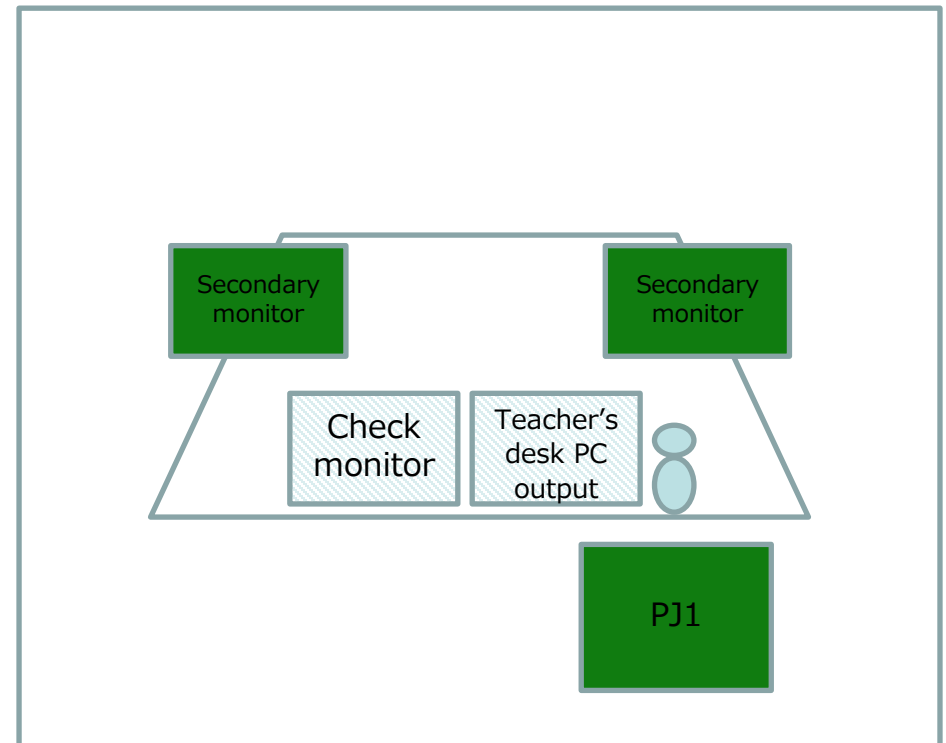 Secondary
monitor
Secondary
monitor
Check
monitor
Teacher’s
desk PC
output
PJ1